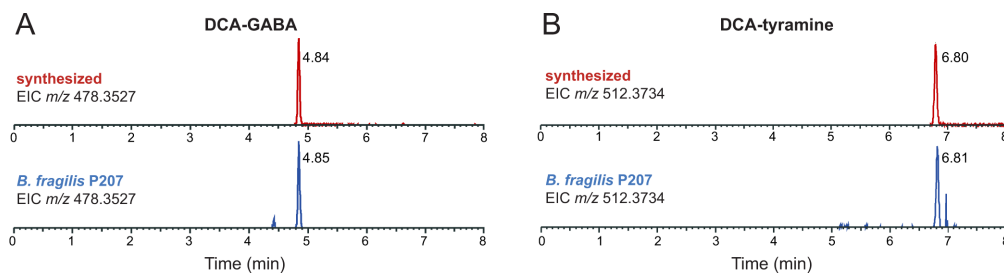 A
DCA-GABA
4.84
synthesized
EIC m/z 478.3527
0 1 2 3 4 5 6 7 8
4.85
B. fragilis P207
EIC m/z 478.3527
0 1 2 3 4 5 6 7 8
Time (min)
B
DCA-tyramine
6.80
synthesized
EIC m/z 512.3734
0 1 2 3 4 5 6 7 8
6.81
B. fragilis P207
EIC m/z 512.3734
0 1 2 3 4 5 6 7 8
Time (min)